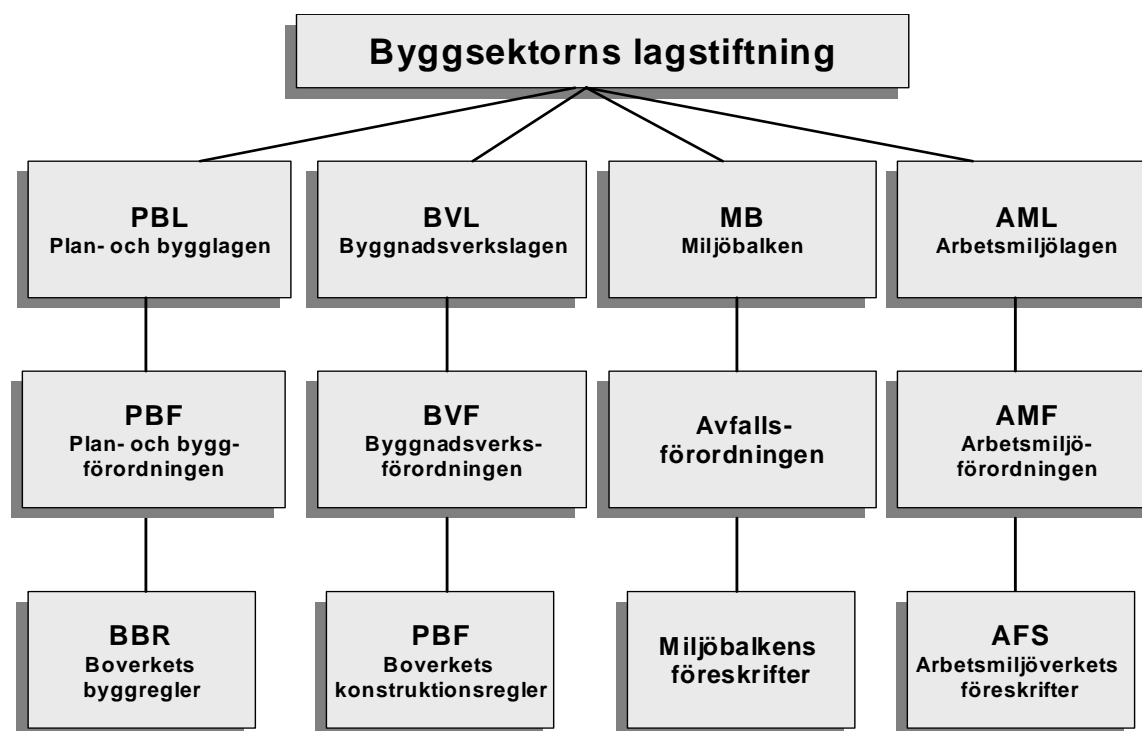 Byggsektorns lagstiftning
PBL
Plan- och bygglagen
BVL
Byggnadsverkslagen
MB
Miljöbalken
AML
Arbetsmiljölagen
PBF
Plan- och bygg-
förordningen
BVF
Byggnadsverks-
förordningen
Avfalls-
förordningen
AMF
Arbetsmiljö-
förordningen
BBR
Boverkets
byggregler
PBF
Boverkets
konstruktionsregler
Miljöbalkens
föreskrifter
AFS
Arbetsmiljöverkets
föreskrifter